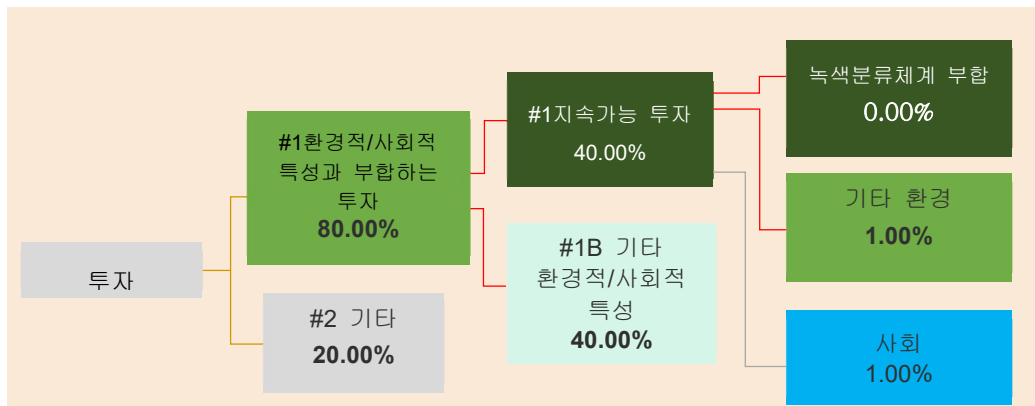 투자
#1환경적/사회적
특성과 부합하는
투자
80.00%
#2 기타
20.00%
#1지속가능 투자
40.00%
#1B 기타
환경적/사회적
특성
40.00%
녹색분류체계 부합
0.00%
기타 환경
1.00%
사회
1.00%